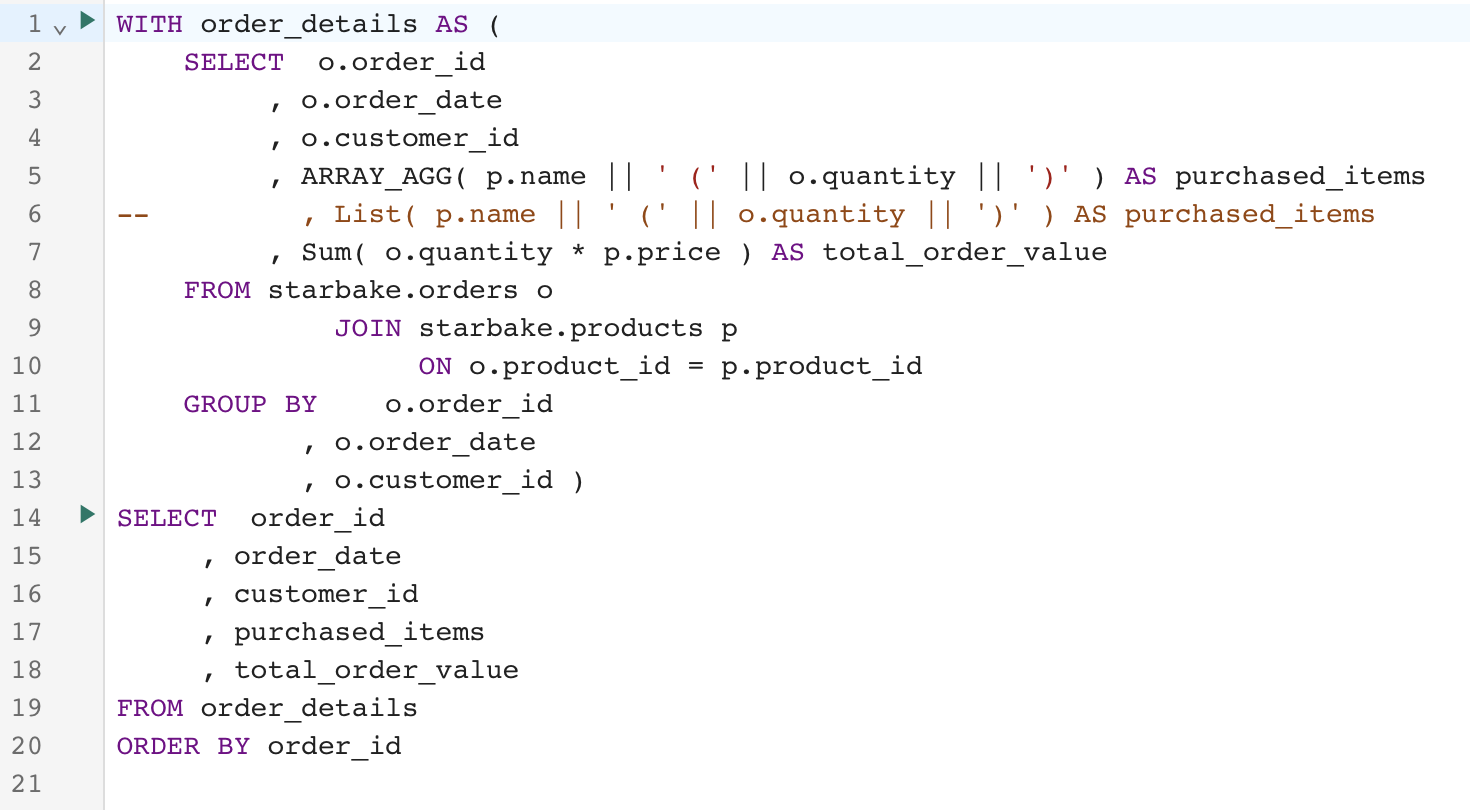 1 WITH order_details AS (
2     SELECT  o.order_id
3          , o.order_date
4          , o.customer_id
5          , ARRAY_AGG( p.name || ' (' || o.quantity || ')' ) AS purchased_items
6 --         , List( p.name || ' (' || o.quantity || ')' ) AS purchased_items
7          , Sum( o.quantity * p.price ) AS total_order_value
8     FROM starbake.orders o
9              JOIN starbake.products p
10                  ON o.product_id = p.product_id
11     GROUP BY    o.order_id
12            , o.order_date
13            , o.customer_id )
14 SELECT  order_id
15      , order_date
16      , customer_id
17      , purchased_items
18      , total_order_value
19 FROM order_details
20 ORDER BY order_id
21